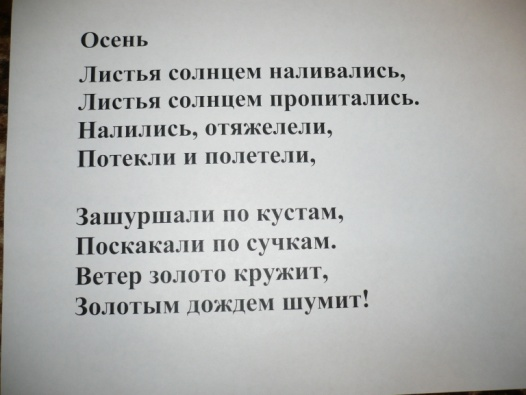 Осень
Листья солнцем наливались,
Листья солнцем пропитались.
Налились, отяжелели,
Потекли и полетели,
Зашуршали по кустам,
Поскакали по сучкам.
Ветер золото кружит,
Золотым дождем шумит!